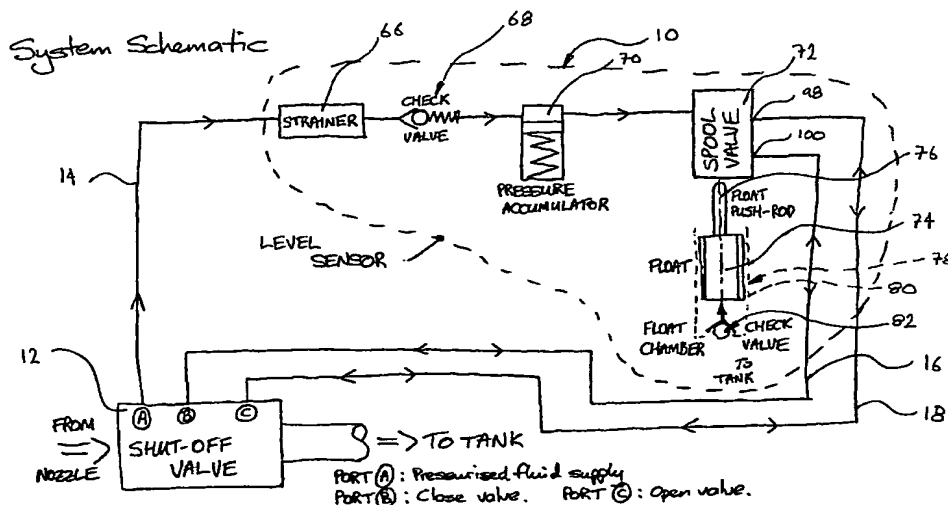 System Schematic
66
68
10
70
72
98
100
76
STRAINER
CHECK
VALVE
PRESSURE
ACCUMULATOR
SPOOL
VALVE
FLOAT
PUSH-ROD
14
74
LEVEL
SENSOR
FLOAT
78
80
82
FLOAT
CHAMBER
CHECK
VALVE
TO
TANK
16
18
12
A
B
C
FROM
NOZZLE
SHUT-OFF
VALVE
TO TANK
PORT A : Pressurised fluid supply
PORT B : Close valve. PORT C : Open valve.